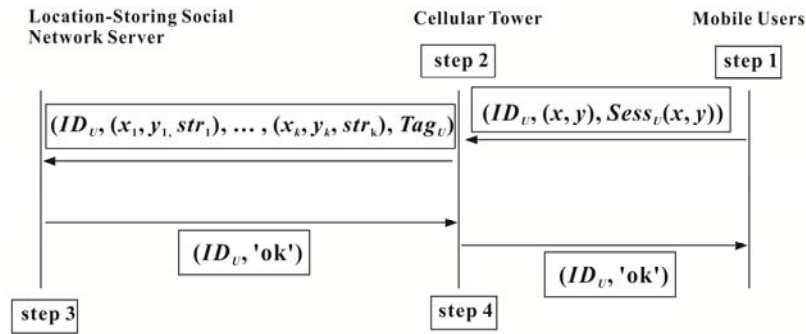 Location-Storing Social
Network Server
Cellular Tower
Mobile Users
step 2
step 1
(ID_U, (x_1, y_1, str_1), … , (x_k, y_k, str_k), Tag_U)
(ID_U, (x, y), Sess_U(x, y))
(ID_U, 'ok')
(ID_U, 'ok')
step 3
step 4